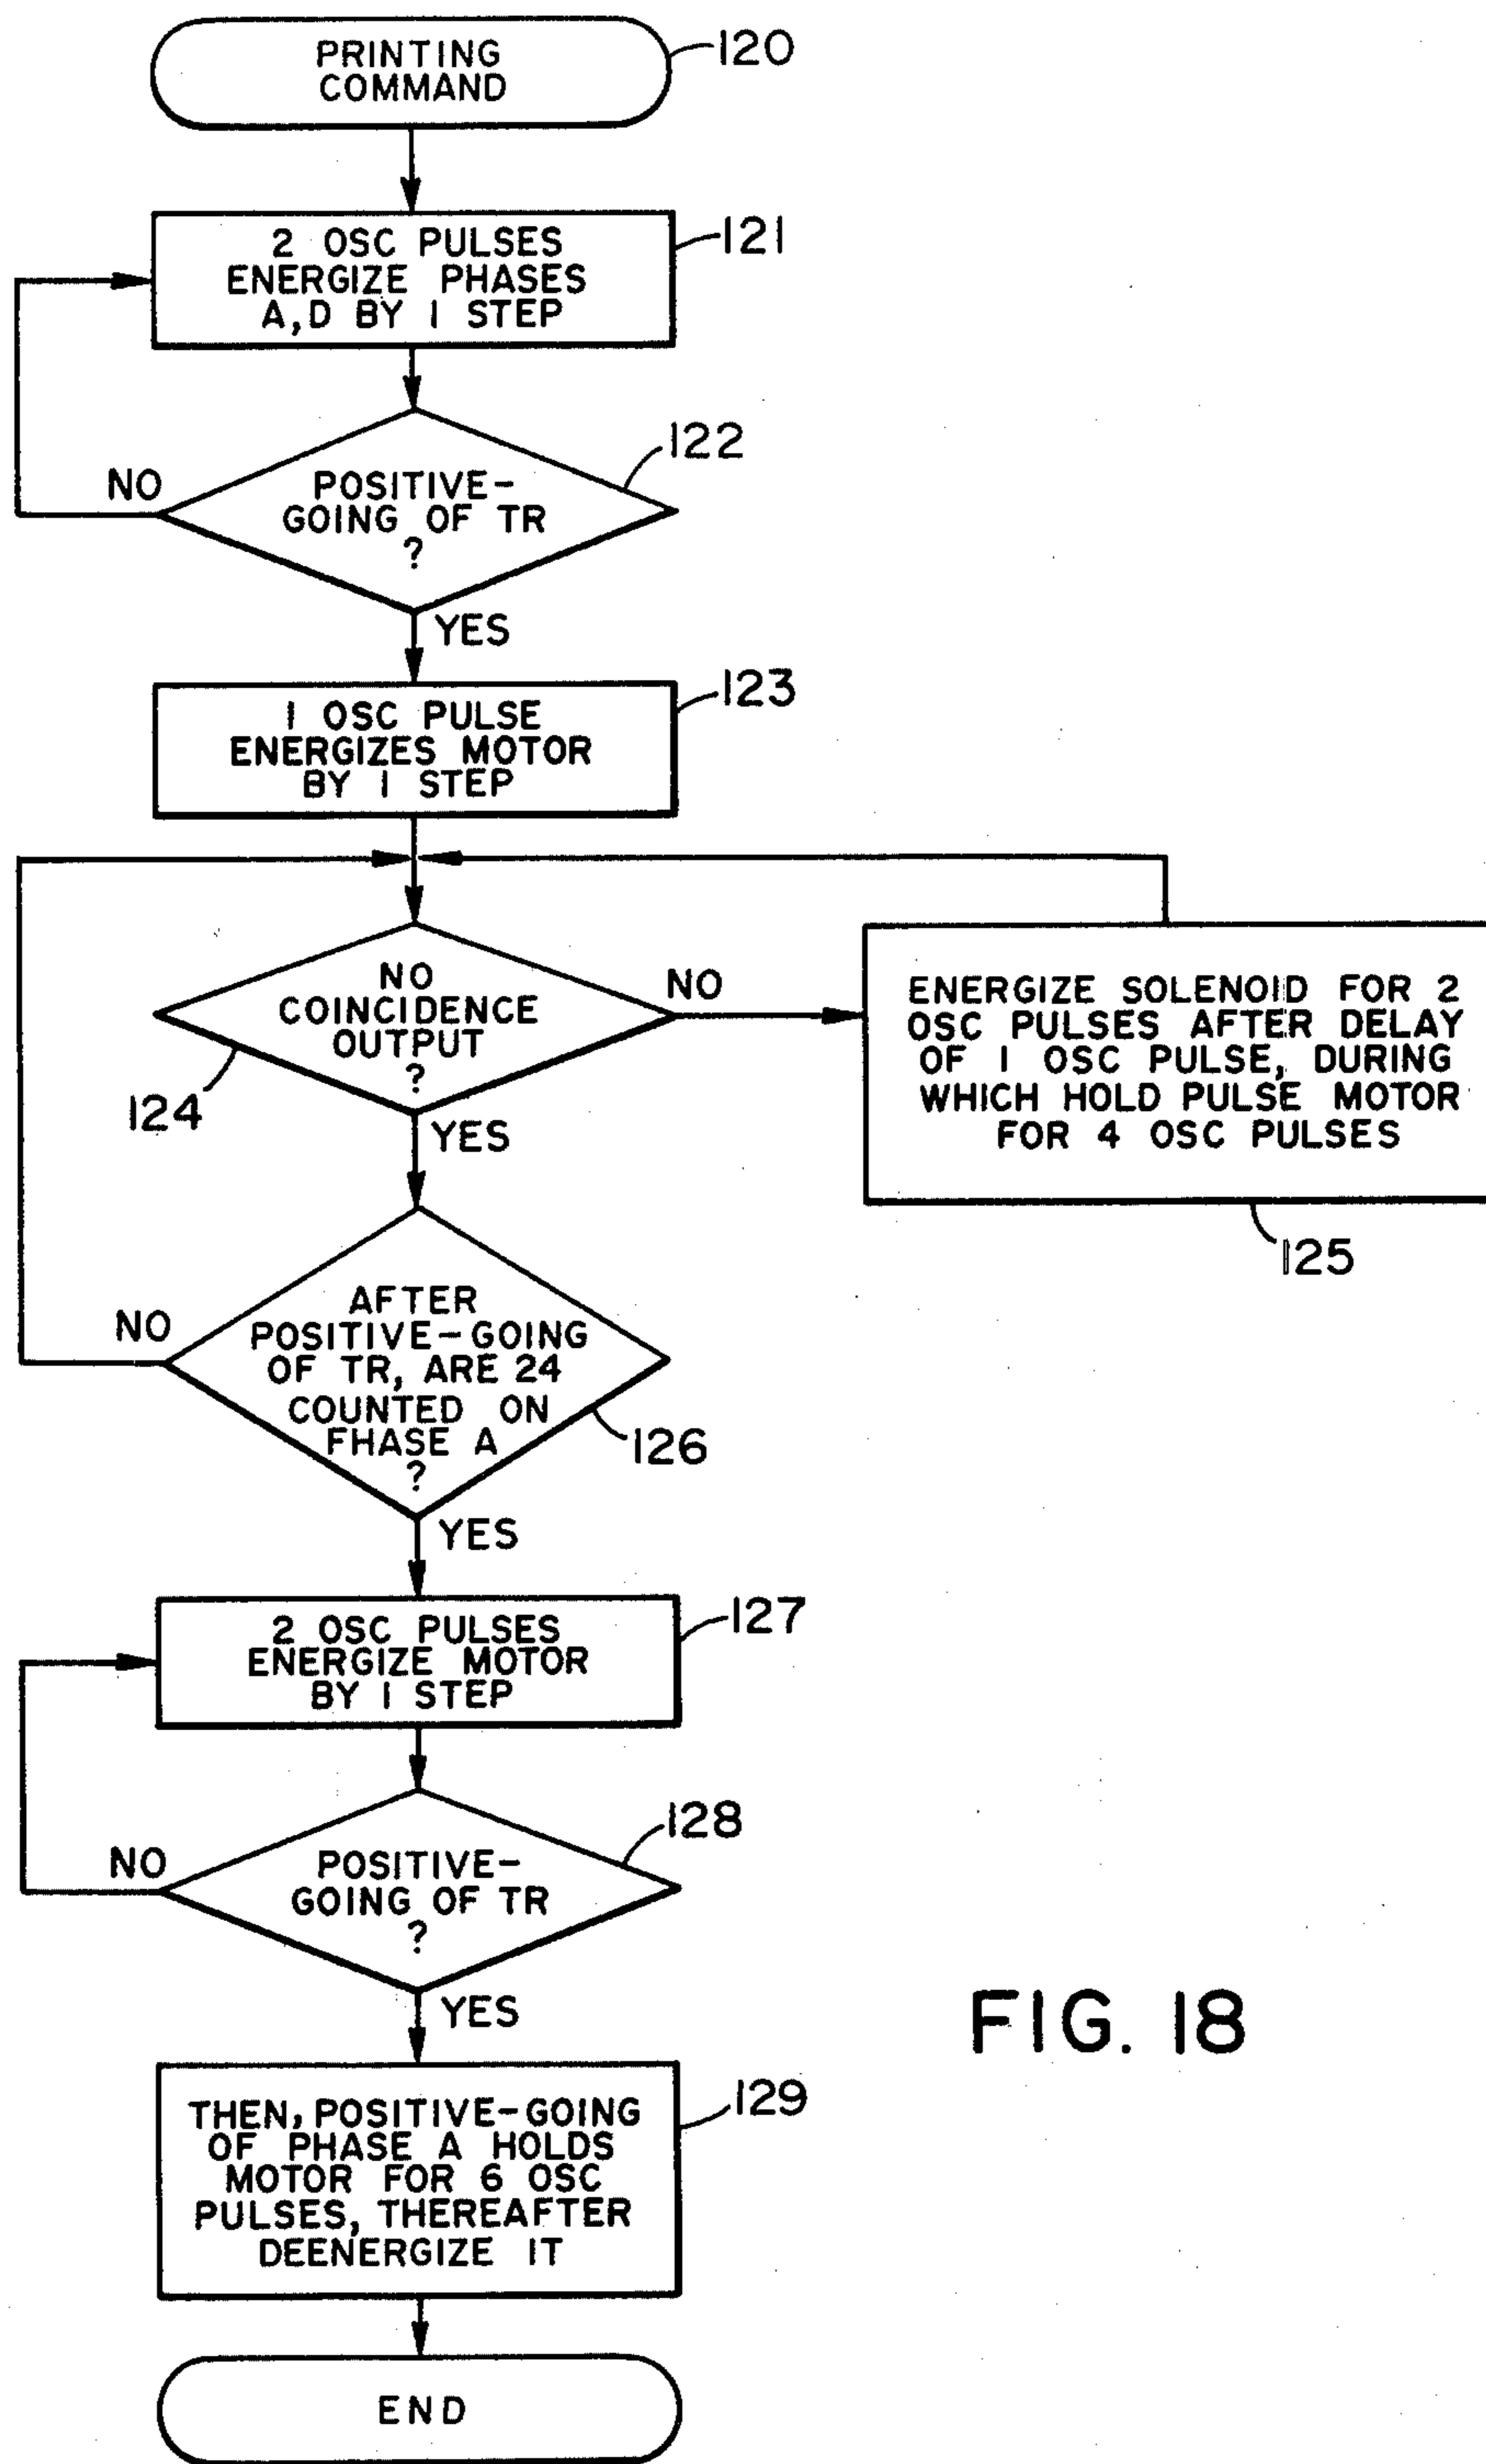 PRINTING
COMMAND
120
2 OSC PULSES
ENERGIZE PHASES
A, D BY 1 STEP
121
POSITIVE-
GOING OF TR
?
122
NO
YES
1 OSC PULSE
ENERGIZES MOTOR
BY 1 STEP
123
NO
COINCIDENCE
OUTPUT
?
124
NO
YES
ENERGIZE SOLENOID FOR 2
OSC PULSES AFTER DELAY
OF 1 OSC PULSE, DURING
WHICH HOLD PULSE MOTOR
FOR 4 OSC PULSES
125
AFTER
POSITIVE-GOING
OF TR, ARE 24
COUNTED ON
FHASE A
?
126
NO
YES
2 OSC PULSES
ENERGIZE MOTOR
BY 1 STEP
127
POSITIVE-
GOING OF TR
?
128
NO
YES
THEN, POSITIVE-GOING
OF PHASE A HOLDS
MOTOR FOR 6 OSC
PULSES, THEREAFTER
DEENERGIZE IT
129
END
FIG. 18